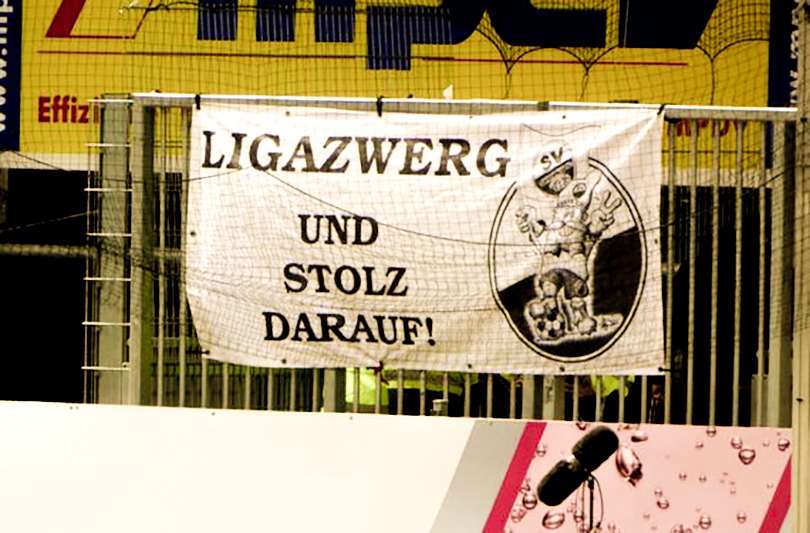 Effiz
LIGAZWERG
SV
UND
STOLZ
DARAUF!